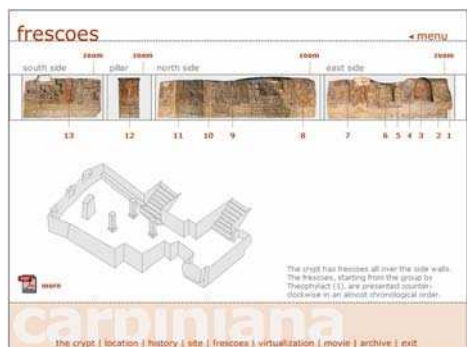 frescoes
◂ menu
zoom zoom zoom zoom
south side pillar north side east side
13 12 11 10 9 8 7 6 5 4 3 2 1
The crypt has frescoes all over the side walls.
The frescoes, starting from the group by
Theophylact (1), are presented counter-
clockwise in an almost chronological order.
more
carpiniana
the crypt | location | history | site | frescoes | virtualization | movie | archive | exit